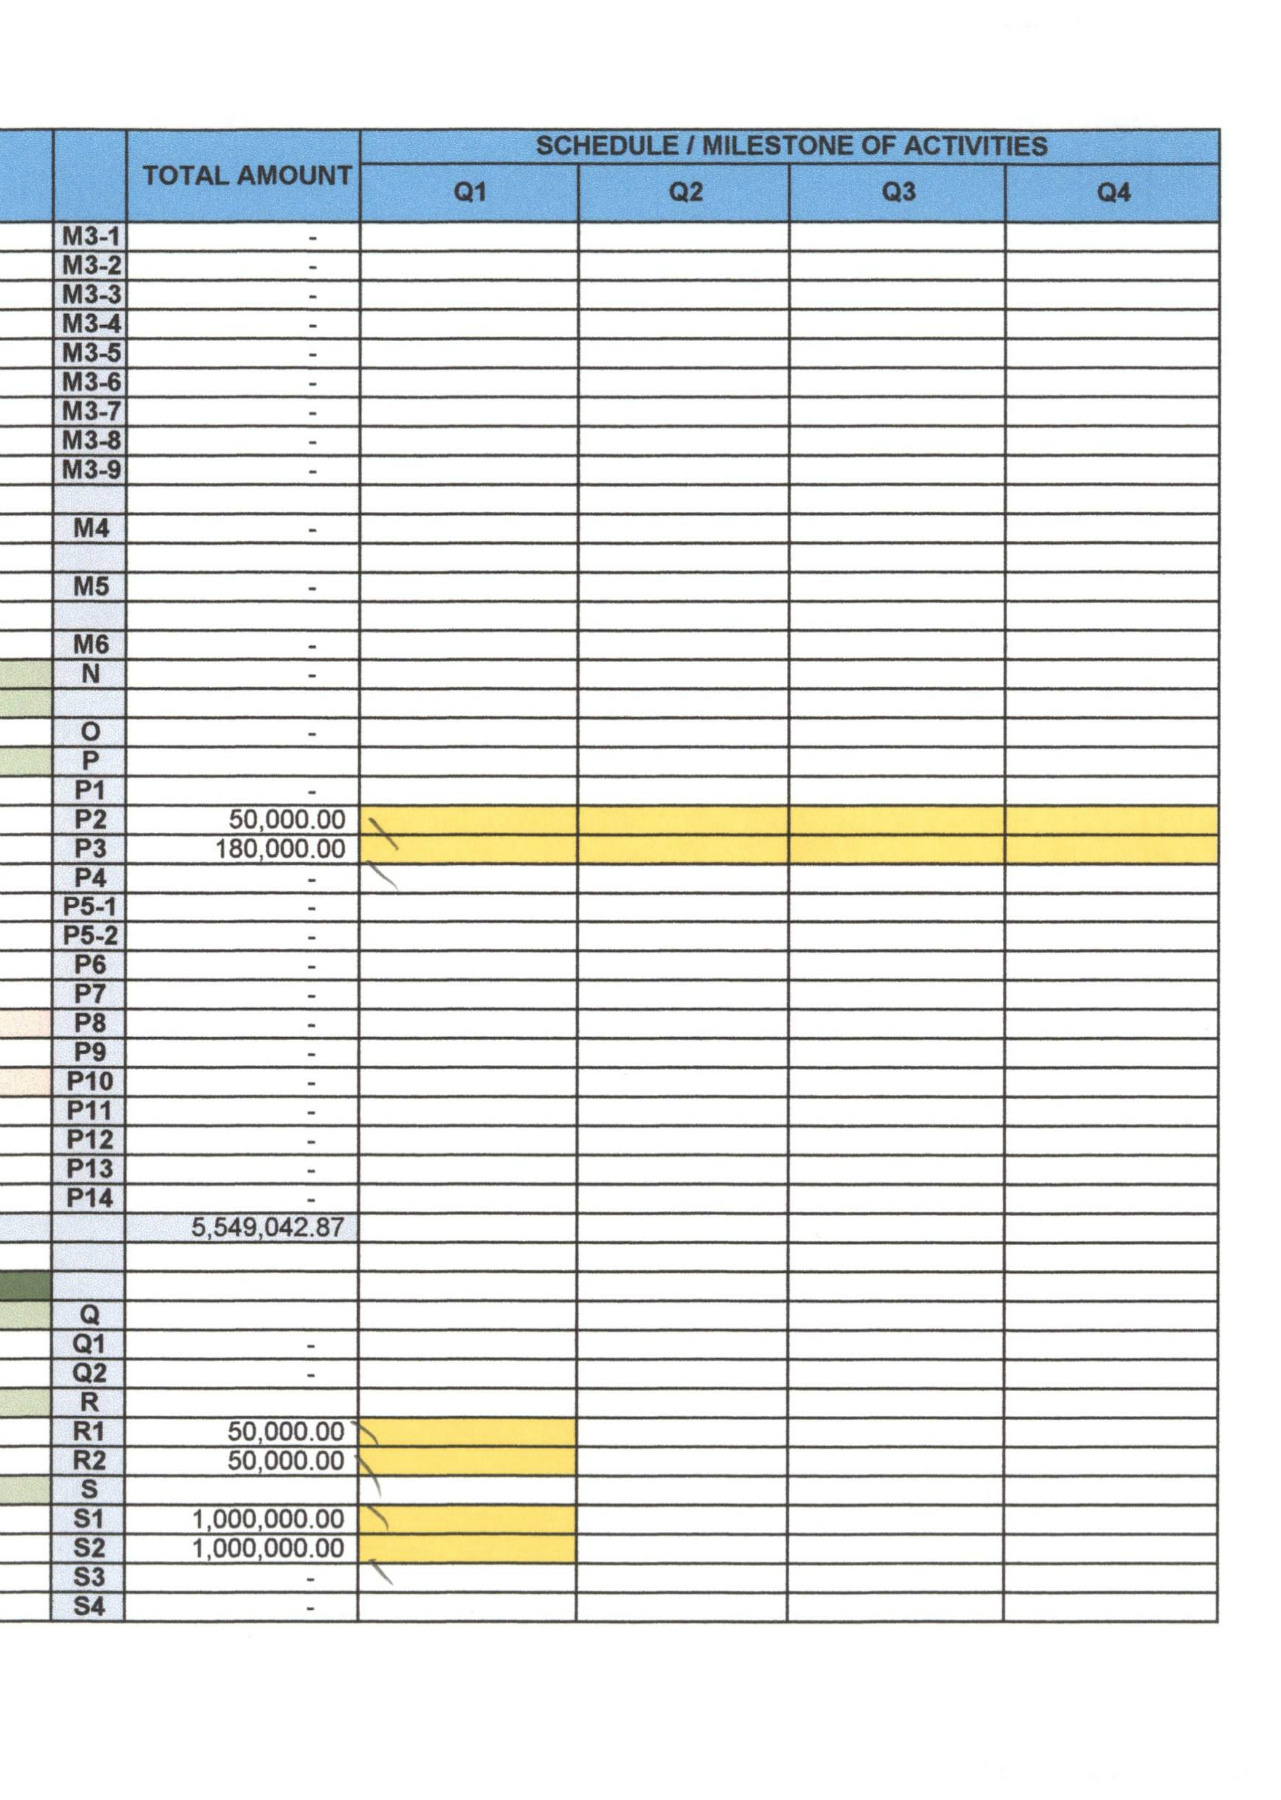 SCHEDULE / MILESTONE OF ACTIVITIES
TOTAL AMOUNT
Q1 Q2 Q3 Q4
M3-1 -
M3-2 -
M3-3 -
M3-4 -
M3-5 -
M3-6 -
M3-7 -
M3-8 -
M3-9 -
M4 -
M5 -
M6 -
N -
O -
P
P1 -
P2 50,000.00
P3 180,000.00
P4 -
P5-1 -
P5-2 -
P6 -
P7 -
P8 -
P9 -
P10 -
P11 -
P12 -
P13 -
P14 -
5,549,042.87
Q
Q1 -
Q2 -
R
R1 50,000.00
R2 50,000.00
S
S1 1,000,000.00
S2 1,000,000.00
S3 -
S4 -